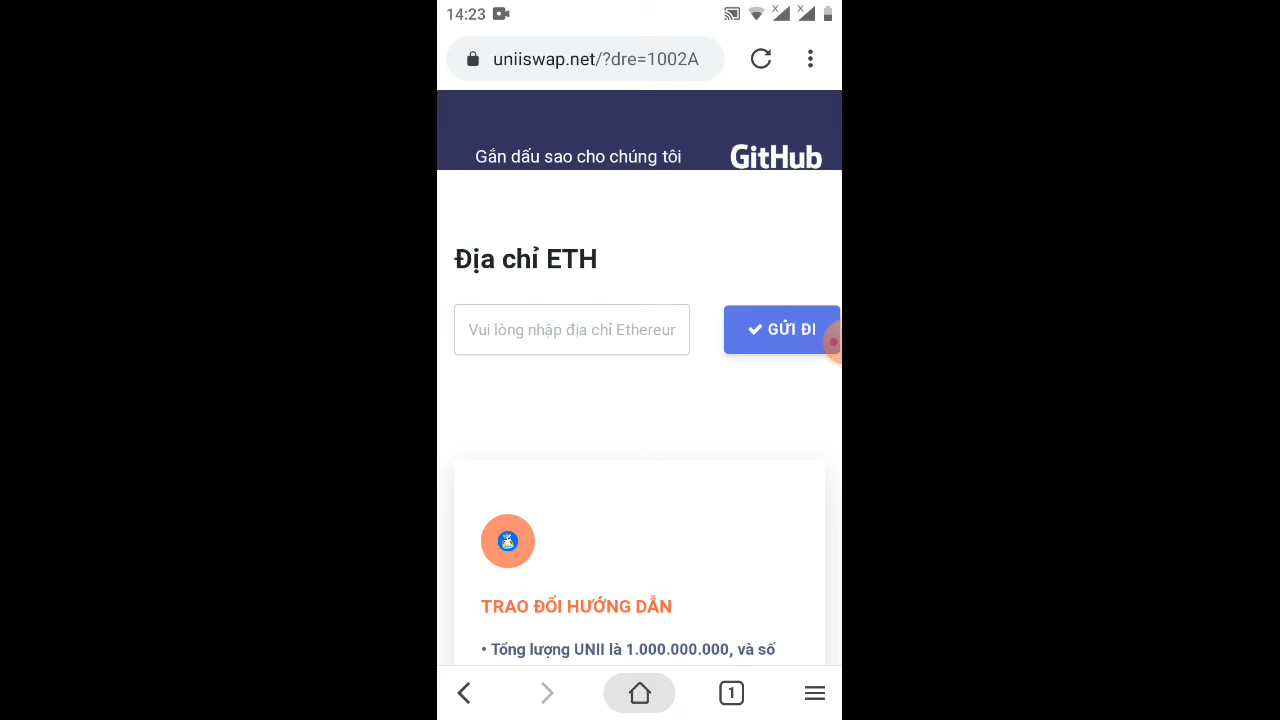 14:23
uniiswap.net/?dre=1002A
Gắn dấu sao cho chúng tôi GitHub
Địa chỉ ETH
Vui lòng nhập địa chỉ Ethereur
GỬI ĐI
TRAO ĐỔI HƯỚNG DẪN
• Tổng lượng UNII là 1.000.000.000, và số
1